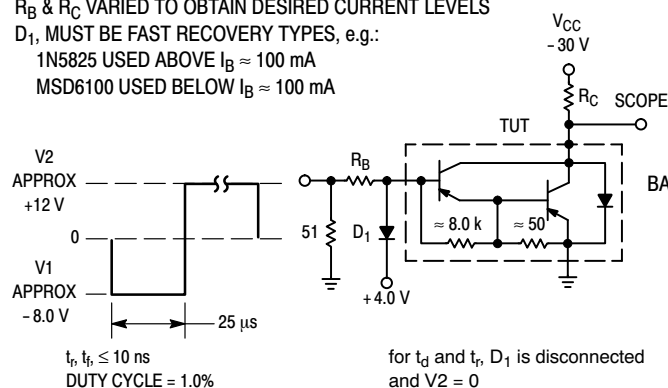 R_B & R_C VARIED TO OBTAIN DESIRED CURRENT LEVELS
D_1, MUST BE FAST RECOVERY TYPES, e.g.:
1N5825 USED ABOVE I_B ≈ 100 mA
MSD6100 USED BELOW I_B ≈ 100 mA
V_CC
- 30 V
R_C
SCOPE
TUT
V2
APPROX
+12 V
0
V1
APPROX
- 8.0 V
25 μs
R_B
51
D_1
≈ 8.0 k
≈ 50
+ 4.0 V
t_r, t_f, ≤ 10 ns
DUTY CYCLE = 1.0%
for t_d and t_r, D_1 is disconnected
and V2 = 0